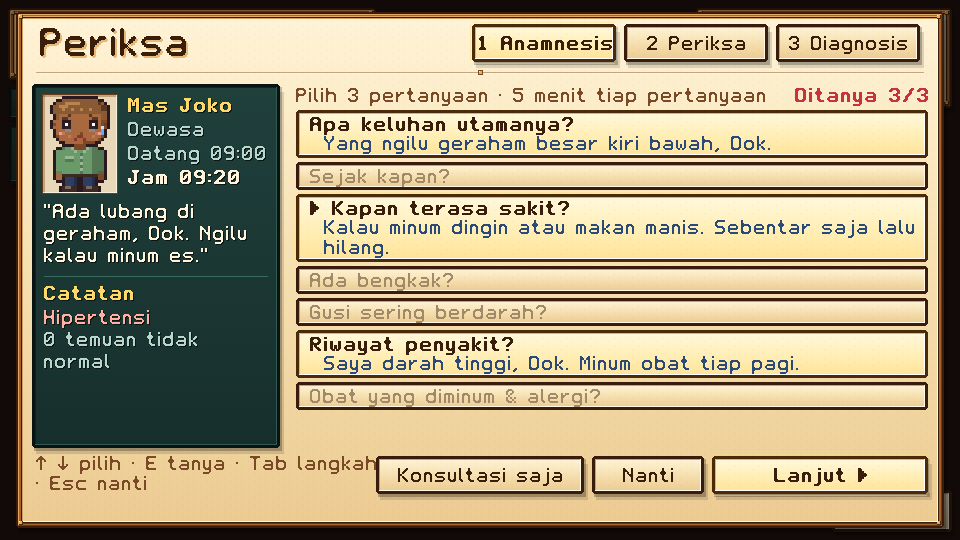 Periksa
1 Anamnesis
2 Periksa
3 Diagnosis
Mas Joko
Dewasa
Datang 09:00
Jam 09:20
"Ada lubang di
geraham, Dok. Ngilu
kalau minum es."
Catatan
Hipertensi
0 temuan tidak
normal
Pilih 3 pertanyaan · 5 menit tiap pertanyaan
Ditanya 3/3
Apa keluhan utamanya?
Yang ngilu geraham besar kiri bawah, Dok.
Sejak kapan?
Kapan terasa sakit?
Kalau minum dingin atau makan manis. Sebentar saja lalu
hilang.
Ada bengkak?
Gusi sering berdarah?
Riwayat penyakit?
Saya darah tinggi, Dok. Minum obat tiap pagi.
Obat yang diminum & alergi?
↑ ↓ pilih · E tanya · Tab langkah
· Esc nanti
Konsultasi saja
Nanti
Lanjut